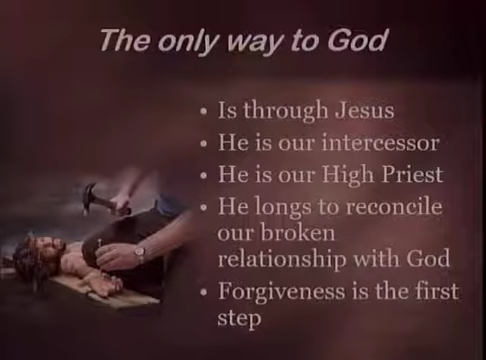 The only way to God
• Is through Jesus
• He is our intercessor
• He is our High Priest
• He longs to reconcile
our broken
relationship with God
• Forgiveness is the first
step